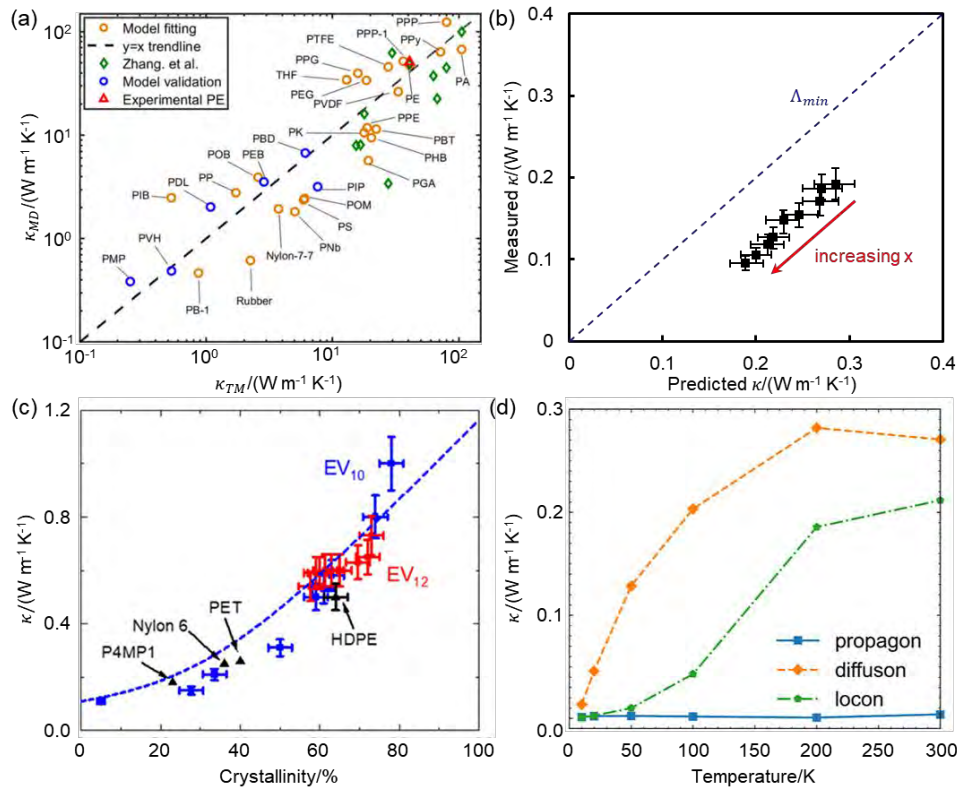 (a)
10²
10¹
10⁰
10⁻¹
10⁻¹
10⁰
10¹
10²
κ_MD/(W m⁻¹ K⁻¹)
κ_TM/(W m⁻¹ K⁻¹)
Model fitting
y=x trendline
Zhang. et al.
Model validation
Experimental PE
PPP
PPP-1
PPy
PTFE
PPG
THF
PEG
PE
PA
PVDF
PPE
PK
PBT
PBD
PHB
POB
PEB
PGA
PP
PIB
PDL
PIP
POM
PS
PVH
PNb
Nylon-7-7
PMP
PB-1
Rubber
(b)
0.4
0.3
0.2
0.1
0
0
0.1
0.2
0.3
0.4
Measured κ/(W m⁻¹ K⁻¹)
Predicted κ/(W m⁻¹ K⁻¹)
Λ_min
increasing x
(c)
1.2
0.8
0.4
0.0
0
20
40
60
80
100
κ/(W m⁻¹ K⁻¹)
Crystallinity/%
EV₁₀
EV₁₂
PET
Nylon 6
P4MP1
HDPE
(d)
0.3
0.2
0.1
0.0
0
50
100
150
200
250
300
κ/(W m⁻¹ K⁻¹)
Temperature/K
propagon
diffuson
locon